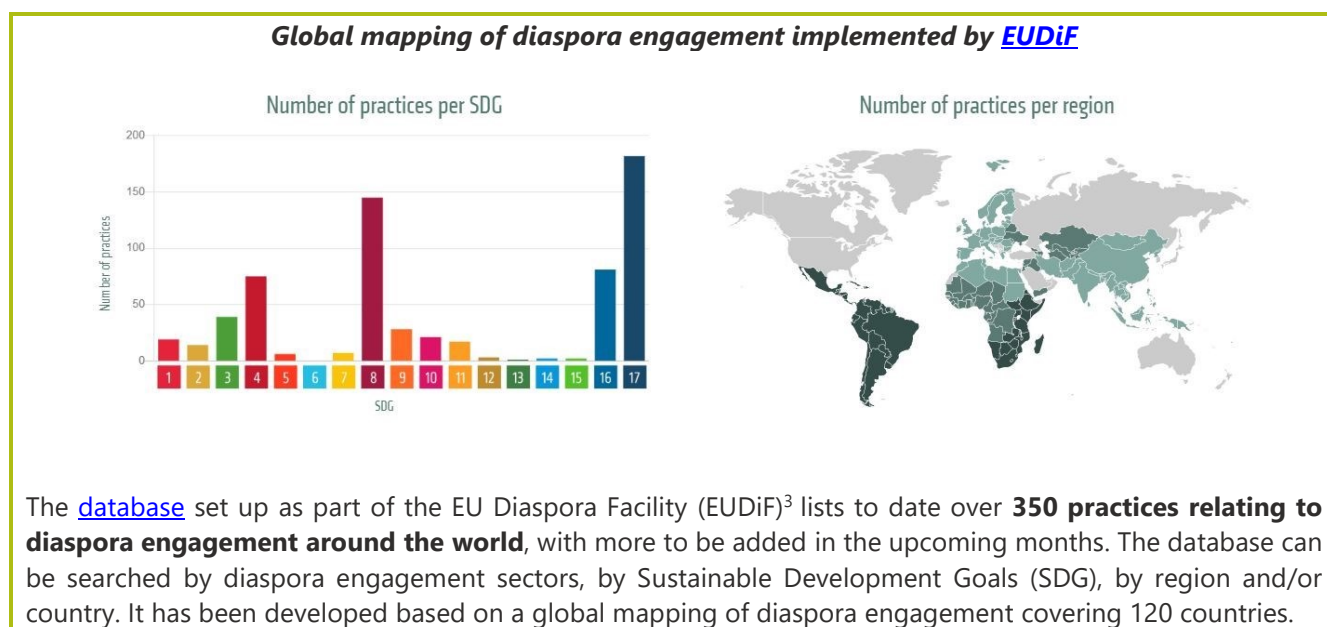 Global mapping of diaspora engagement implemented by EUDiF
Number of practices per SDG
200
150
100
50
0
Number of practices
1 2 3 4 5 6 7 8 9 10 11 12 13 14 15 16 17
SDG
Number of practices per region
The database set up as part of the EU Diaspora Facility (EUDiF)3 lists to date over 350 practices relating to
diaspora engagement around the world, with more to be added in the upcoming months. The database can
be searched by diaspora engagement sectors, by Sustainable Development Goals (SDG), by region and/or
country. It has been developed based on a global mapping of diaspora engagement covering 120 countries.